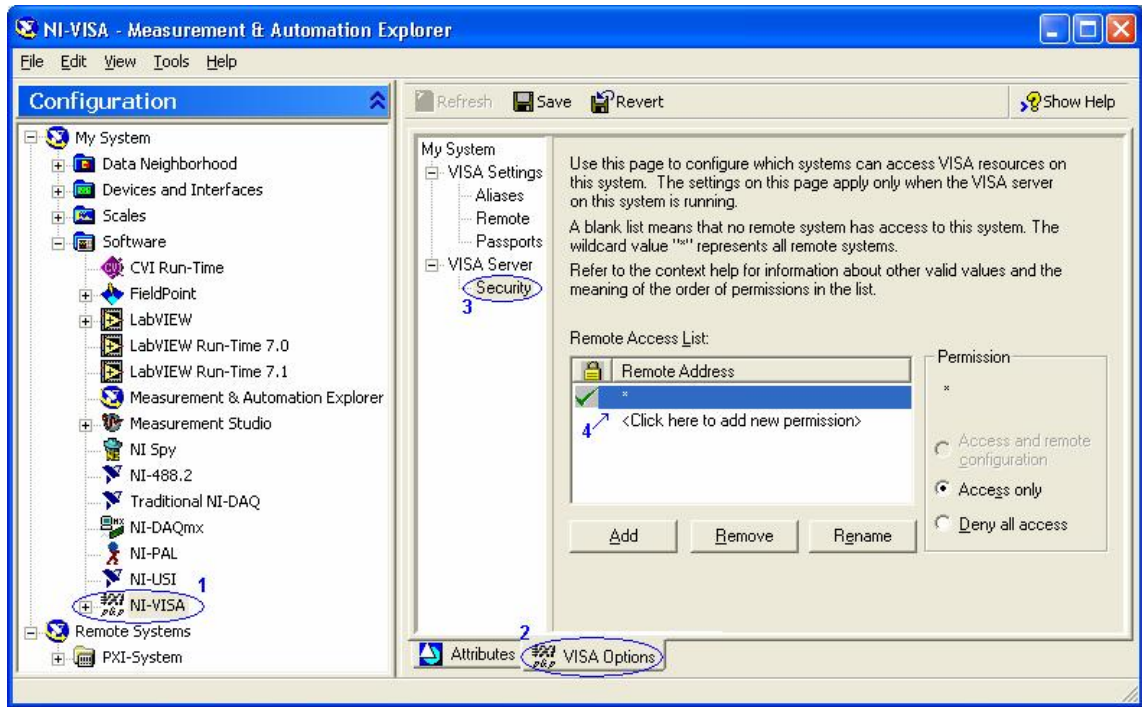 NI-VISA - Measurement & Automation Explorer
File Edit View Tools Help
Configuration
My System
Data Neighborhood
Devices and Interfaces
Scales
Software
CVI Run-Time
FieldPoint
LabVIEW
LabVIEW Run-Time 7.0
LabVIEW Run-Time 7.1
Measurement & Automation Explorer
Measurement Studio
NI Spy
NI-488.2
Traditional NI-DAQ
NI-DAQmx
NI-PAL
NI-USI
1
NI-VISA
Remote Systems
PXI-System
Refresh Save Revert Show Help
My System
VISA Settings
Aliases
Remote
Passports
VISA Server
Security
3
Use this page to configure which systems can access VISA resources on
this system. The settings on this page apply only when the VISA server
on this system is running.
A blank list means that no remote system has access to this system. The
wildcard value "*" represents all remote systems.
Refer to the context help for information about other valid values and the
meaning of the order of permissions in the list.
Remote Access List:
Remote Address
*
4
<Click here to add new permission>
Add Remove Rename
Permission
*
Access and remote
configuration
Access only
Deny all access
2
Attributes VISA Options